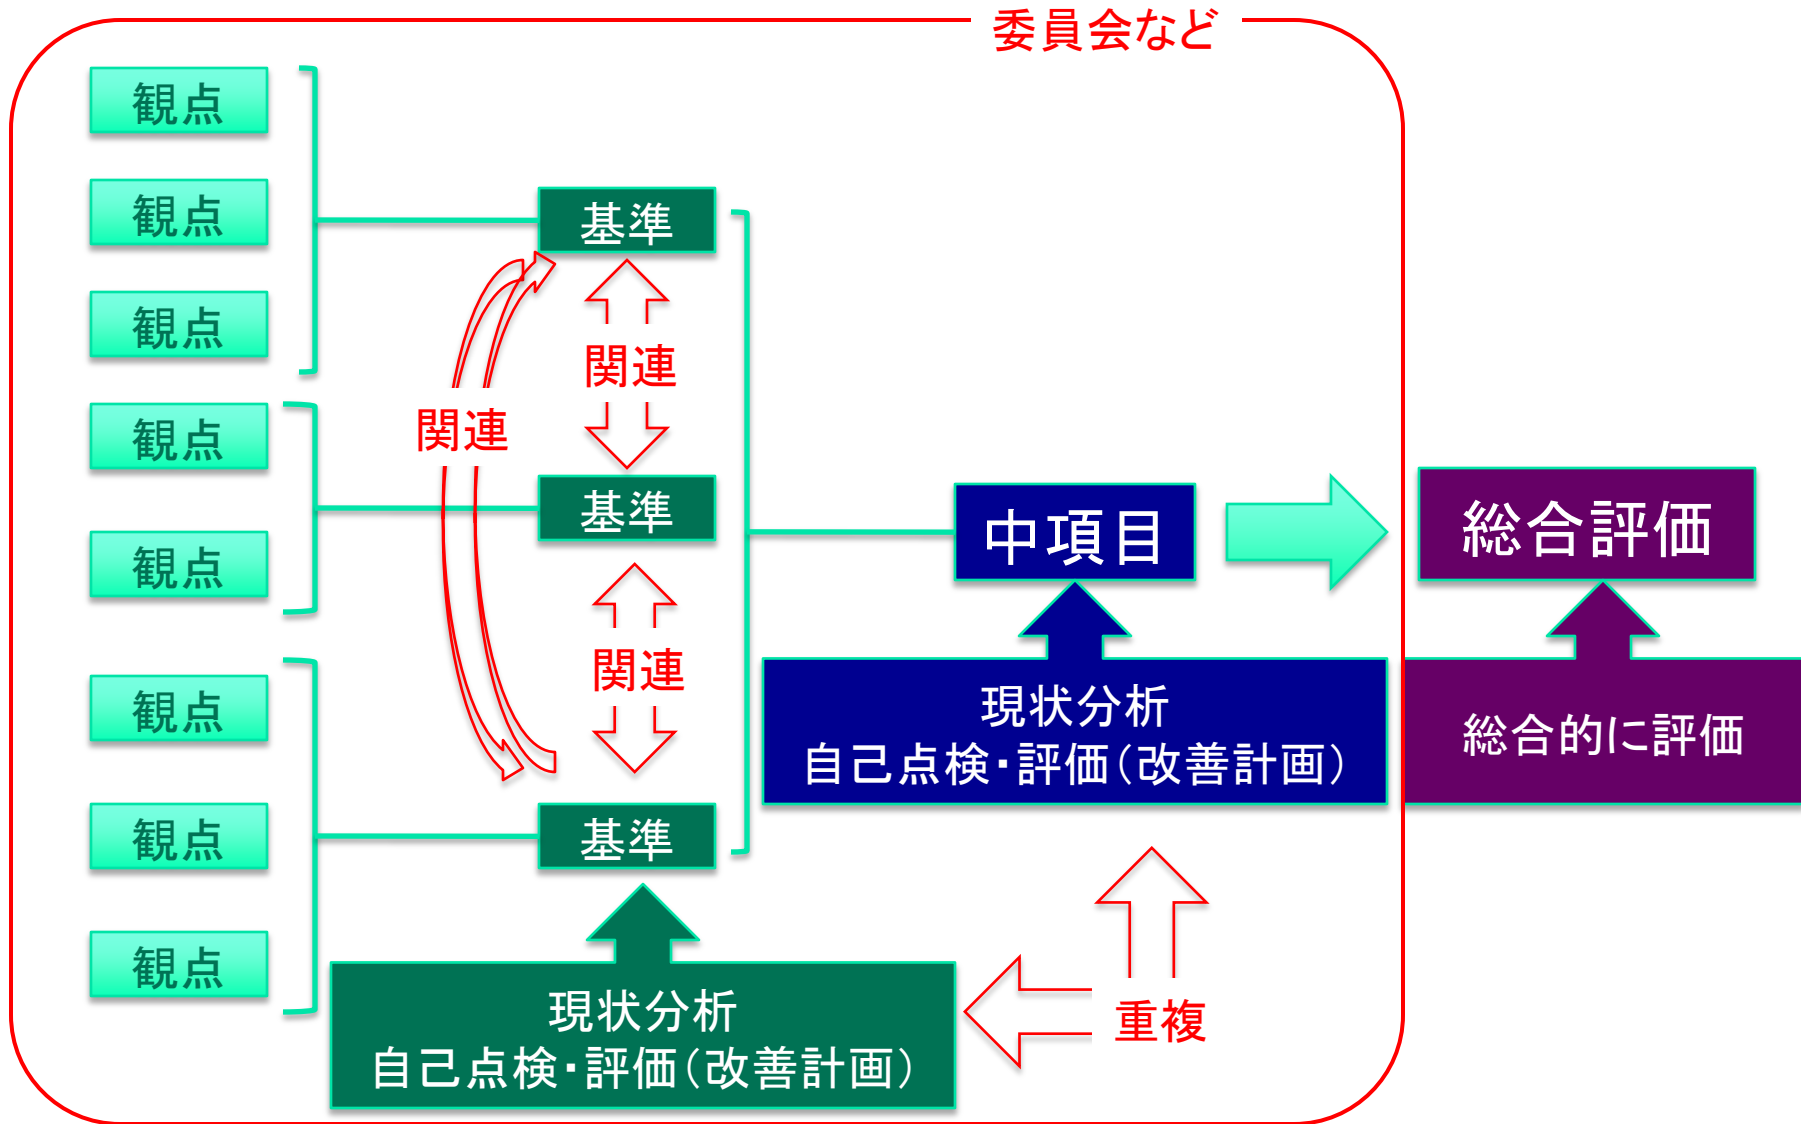 委員会など
観点
観点
観点
観点
観点
観点
観点
観点
基準
関連
関連
基準
関連
基準
中項目
総合評価
現状分析
自己点検・評価（改善計画）
総合的に評価
現状分析
自己点検・評価（改善計画）
重複